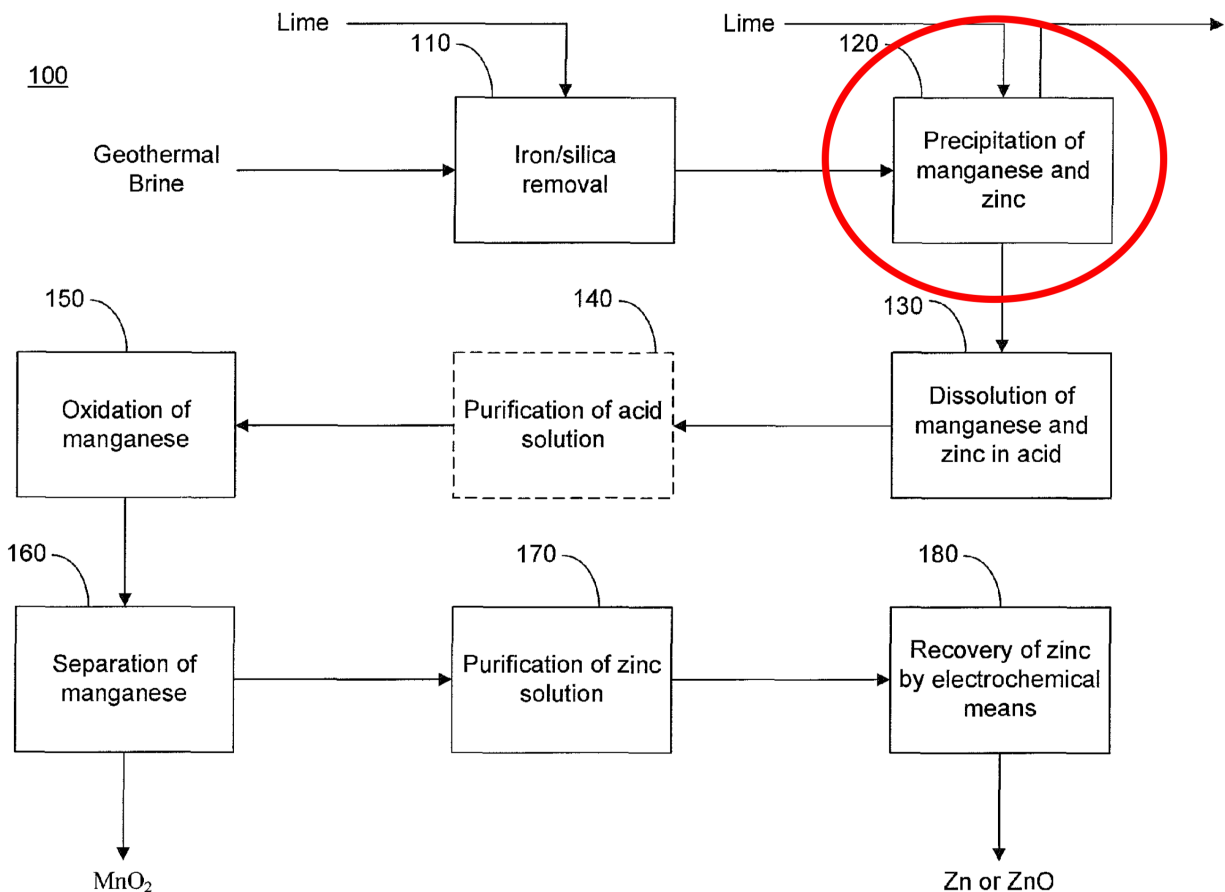 Lime
110
Lime
120
100
Geothermal
Brine
Iron/silica
removal
Precipitation of
manganese and
zinc
150
140
130
Oxidation of
manganese
Purification of acid
solution
Dissolution of
manganese and
zinc in acid
160
170
180
Separation of
manganese
Purification of zinc
solution
Recovery of zinc
by electrochemical
means
MnO₂
Zn or ZnO